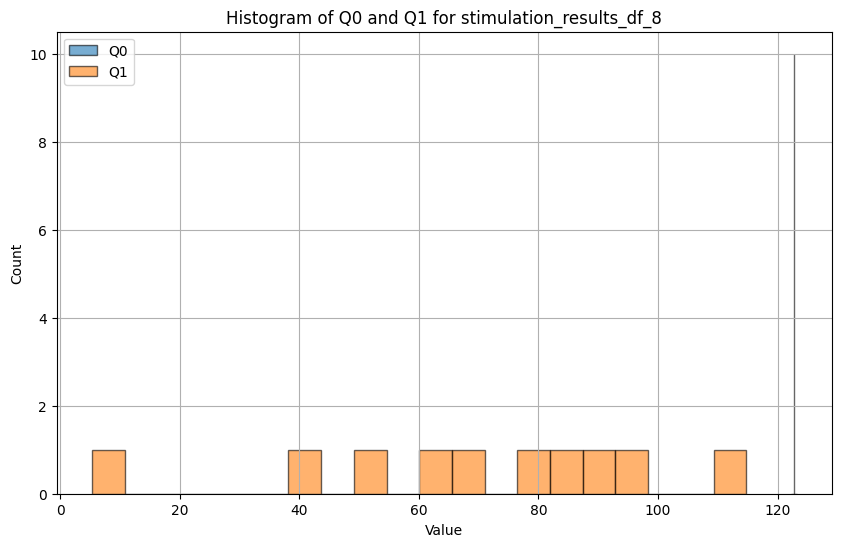 Histogram of Q0 and Q1 for stimulation_results_df_8
Q0
Q1
10
8
6
4
2
0
Count
0 20 40 60 80 100 120
Value